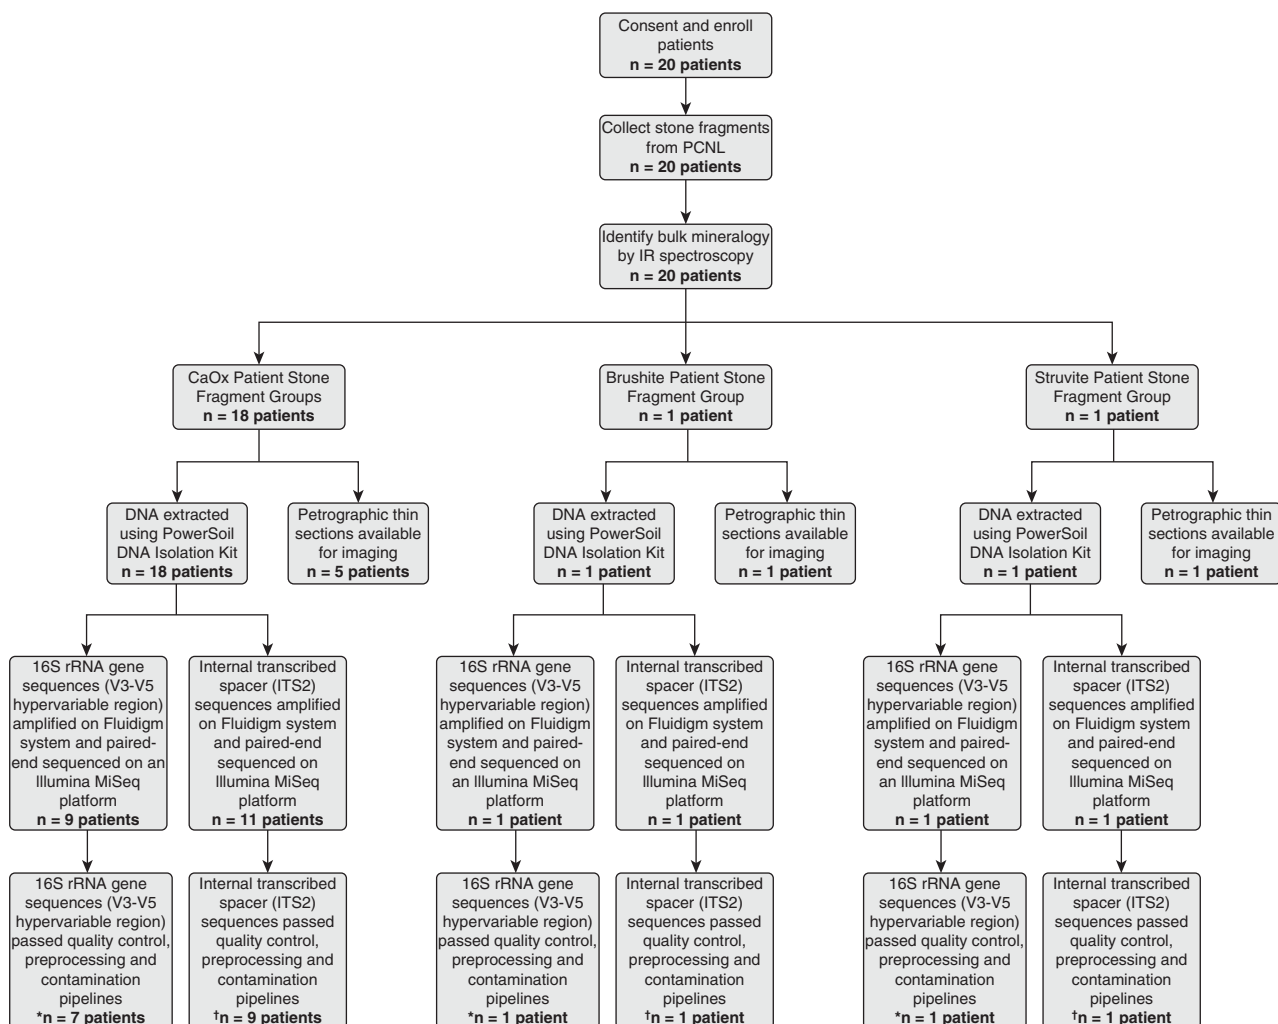 Consent and enroll
patients
n = 20 patients
Collect stone fragments
from PCNL
n = 20 patients
Identify bulk mineralogy
by IR spectroscopy
n = 20 patients
CaOx Patient Stone
Fragment Groups
n = 18 patients
Brushite Patient Stone
Fragment Group
n = 1 patient
Struvite Patient Stone
Fragment Group
n = 1 patient
DNA extracted
using PowerSoil
DNA Isolation Kit
n = 18 patients
Petrographic thin
sections available
for imaging
n = 5 patients
DNA extracted
using PowerSoil
DNA Isolation Kit
n = 1 patient
Petrographic thin
sections available
for imaging
n = 1 patient
DNA extracted
using PowerSoil
DNA Isolation Kit
n = 1 patient
Petrographic thin
sections available
for imaging
n = 1 patient
16S rRNA gene
sequences (V3-V5
hypervariable region)
amplified on Fluidigm
system and paired-
end sequenced on an
Illumina MiSeq
platform
n = 9 patients
Internal transcribed
spacer (ITS2)
sequences amplified
on Fluidigm system
and paired-end
sequenced on
Illumina MiSeq
platform
n = 11 patients
16S rRNA gene
sequences (V3-V5
hypervariable region)
amplified on Fluidigm
system and paired-
end sequenced on
an Illumina MiSeq
platform
n = 1 patient
Internal transcribed
spacer (ITS2)
sequences amplified
on Fluidigm system
and paired-end
sequenced on
Illumina MiSeq
platform
n = 1 patient
16S rRNA gene
sequences (V3-V5
hypervariable region)
amplified on Fluidigm
system and paired-
end sequenced on
an Illumina MiSeq
platform
n = 1 patient
Internal transcribed
spacer (ITS2)
sequences amplified
on Fluidigm system
and paired-end
sequenced on
Illumina MiSeq
platform
n = 1 patient
16S rRNA gene
sequences (V3-V5
hypervariable region)
passed quality control,
preprocessing and
contamination
pipelines
*n = 7 patients
Internal transcribed
spacer (ITS2)
sequences passed
quality control,
preprocessing and
contamination
pipelines
†n = 9 patients
16S rRNA gene
sequences (V3-V5
hypervariable region)
passed quality control,
preprocessing and
contamination
pipelines
*n = 1 patient
Internal transcribed
spacer (ITS2)
sequences passed
quality control,
preprocessing and
contamination
pipelines
†n = 1 patient
16S rRNA gene
sequences (V3-V5
hypervariable region)
passed quality control,
preprocessing and
contamination
pipelines
*n = 1 patient
Internal transcribed
spacer (ITS2)
sequences passed
quality control,
preprocessing and
contamination
pipelines
†n = 1 patient